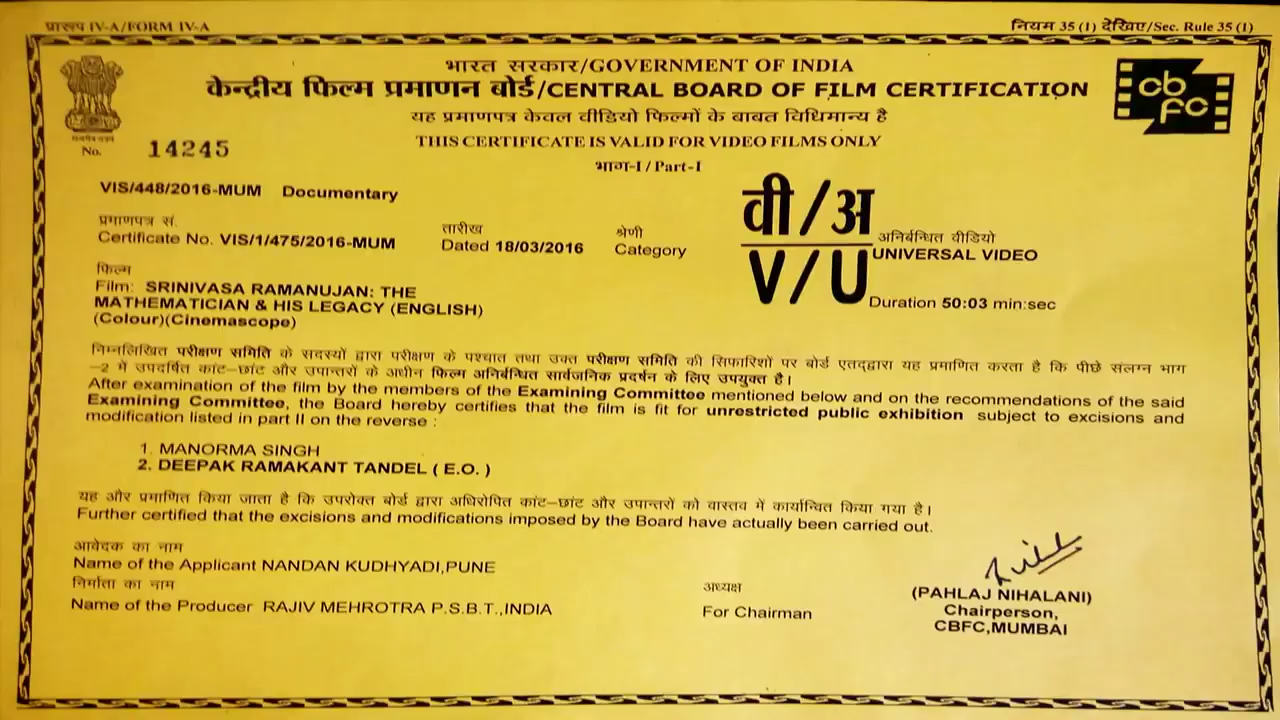 प्रारूप IV-A/FORM IV-A
नियम 35 (1) देखिए/Sec. Rule 35 (1)
भारत सरकार/GOVERNMENT OF INDIA
केन्द्रीय फिल्म प्रमाणन बोर्ड/CENTRAL BOARD OF FILM CERTIFICATION
cb
fc
यह प्रमाणपत्र केवल वीडियो फिल्मों के बाबत विधिमान्य है
THIS CERTIFICATE IS VALID FOR VIDEO FILMS ONLY
No. 14245
भाग-I / Part-I
VIS/448/2016-MUM Documentary
वी/अ
V/U
प्रमाणपत्र सं.
Certificate No. VIS/1/475/2016-MUM
तारीख
Dated 18/03/2016
श्रेणी
Category
अनिर्बन्धित वीडियो
UNIVERSAL VIDEO
Duration 50:03 min:sec
फिल्म
Film: SRINIVASA RAMANUJAN: THE
MATHEMATICIAN & HIS LEGACY (ENGLISH)
(Colour)(Cinemascope)
निम्नलिखित परीक्षण समिति के सदस्यों द्वारा परीक्षण के पश्चात तथा उक्त परीक्षण समिति की सिफारिशों पर बोर्ड एतद्द्वारा यह प्रमाणित करता है कि पीछे संलग्न भाग
-2 में उपदर्षित कांट-छांट और उपान्तरों के अधीन फिल्म अनिर्बन्धित सार्वजनिक प्रदर्षन के लिए उपयुक्त है।
After examination of the film by the members of the Examining Committee mentioned below and on the recommendations of the said
Examining Committee, the Board hereby certifies that the film is fit for unrestricted public exhibition subject to excisions and
modification listed in part II on the reverse :
1. MANORMA SINGH
2. DEEPAK RAMAKANT TANDEL ( E.O. )
यह और प्रमाणित किया जाता है कि उपरोक्त बोर्ड द्वारा अधिरोपित कांट-छांट और उपान्तरों को वास्तव में कार्यान्वित किया गया है।
Further certified that the excisions and modifications imposed by the Board have actually been carried out.
आवेदक का नाम
Name of the Applicant NANDAN KUDHYADI,PUNE
निर्माता का नाम
Name of the Producer RAJIV MEHROTRA P.S.B.T.,INDIA
अध्यक्ष
For Chairman
(PAHLAJ NIHALANI)
Chairperson,
CBFC,MUMBAI